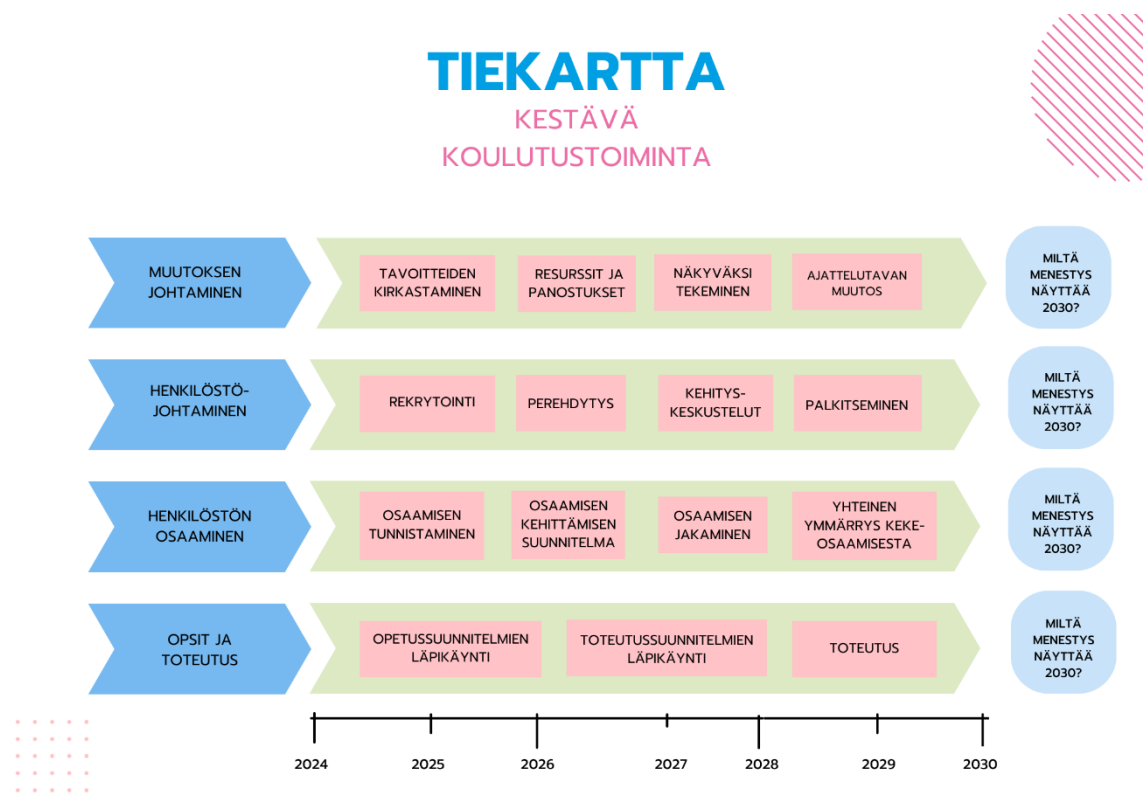 TIEKARTTA
KESTÄVÄ
KOULUTUSTOIMINTA
MUUTOKSEN
JOHTAMINEN
TAVOITTEIDEN
KIRKASTAMINEN
RESURSSIT JA
PANOSTUKSET
NÄKYVÄKSI
TEKEMINEN
AJATTELUTAVAN
MUUTOS
MILTÄ
MENESTYS
NÄYTTÄÄ
2030?
HENKILÖSTÖ-
JOHTAMINEN
REKRYTOINTI
PEREHDYTYS
KEHITYS-
KESKUSTELUT
PALKITSEMINEN
MILTÄ
MENESTYS
NÄYTTÄÄ
2030?
HENKILÖSTÖN
OSAAMINEN
OSAAMISEN
TUNNISTAMINEN
OSAAMISEN
KEHITTÄMISEN
SUUNNITELMA
OSAAMISEN
JAKAMINEN
YHTEINEN
YMMÄRRYS KEKE-
OSAAMISESTA
MILTÄ
MENESTYS
NÄYTTÄÄ
2030?
OPSIT JA
TOTEUTUS
OPETUSSUUNNITELMIEN
LÄPIKÄYNTI
TOTEUTUSSUUNNITELMIEN
LÄPIKÄYNTI
TOTEUTUS
MILTÄ
MENESTYS
NÄYTTÄÄ
2030?
2024 2025 2026 2027 2028 2029 2030